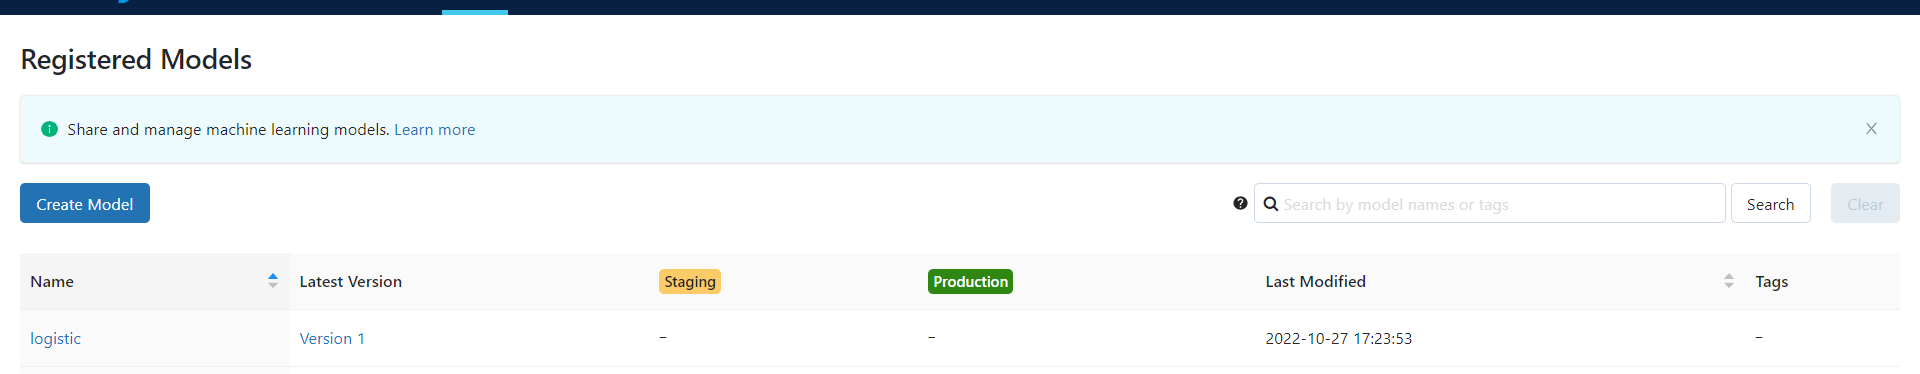 Registered Models
Share and manage machine learning models. Learn more
Create Model
Search by model names or tags
Search
Clear
Name Latest Version Staging Production Last Modified Tags
logistic Version 1 – – 2022-10-27 17:23:53 –